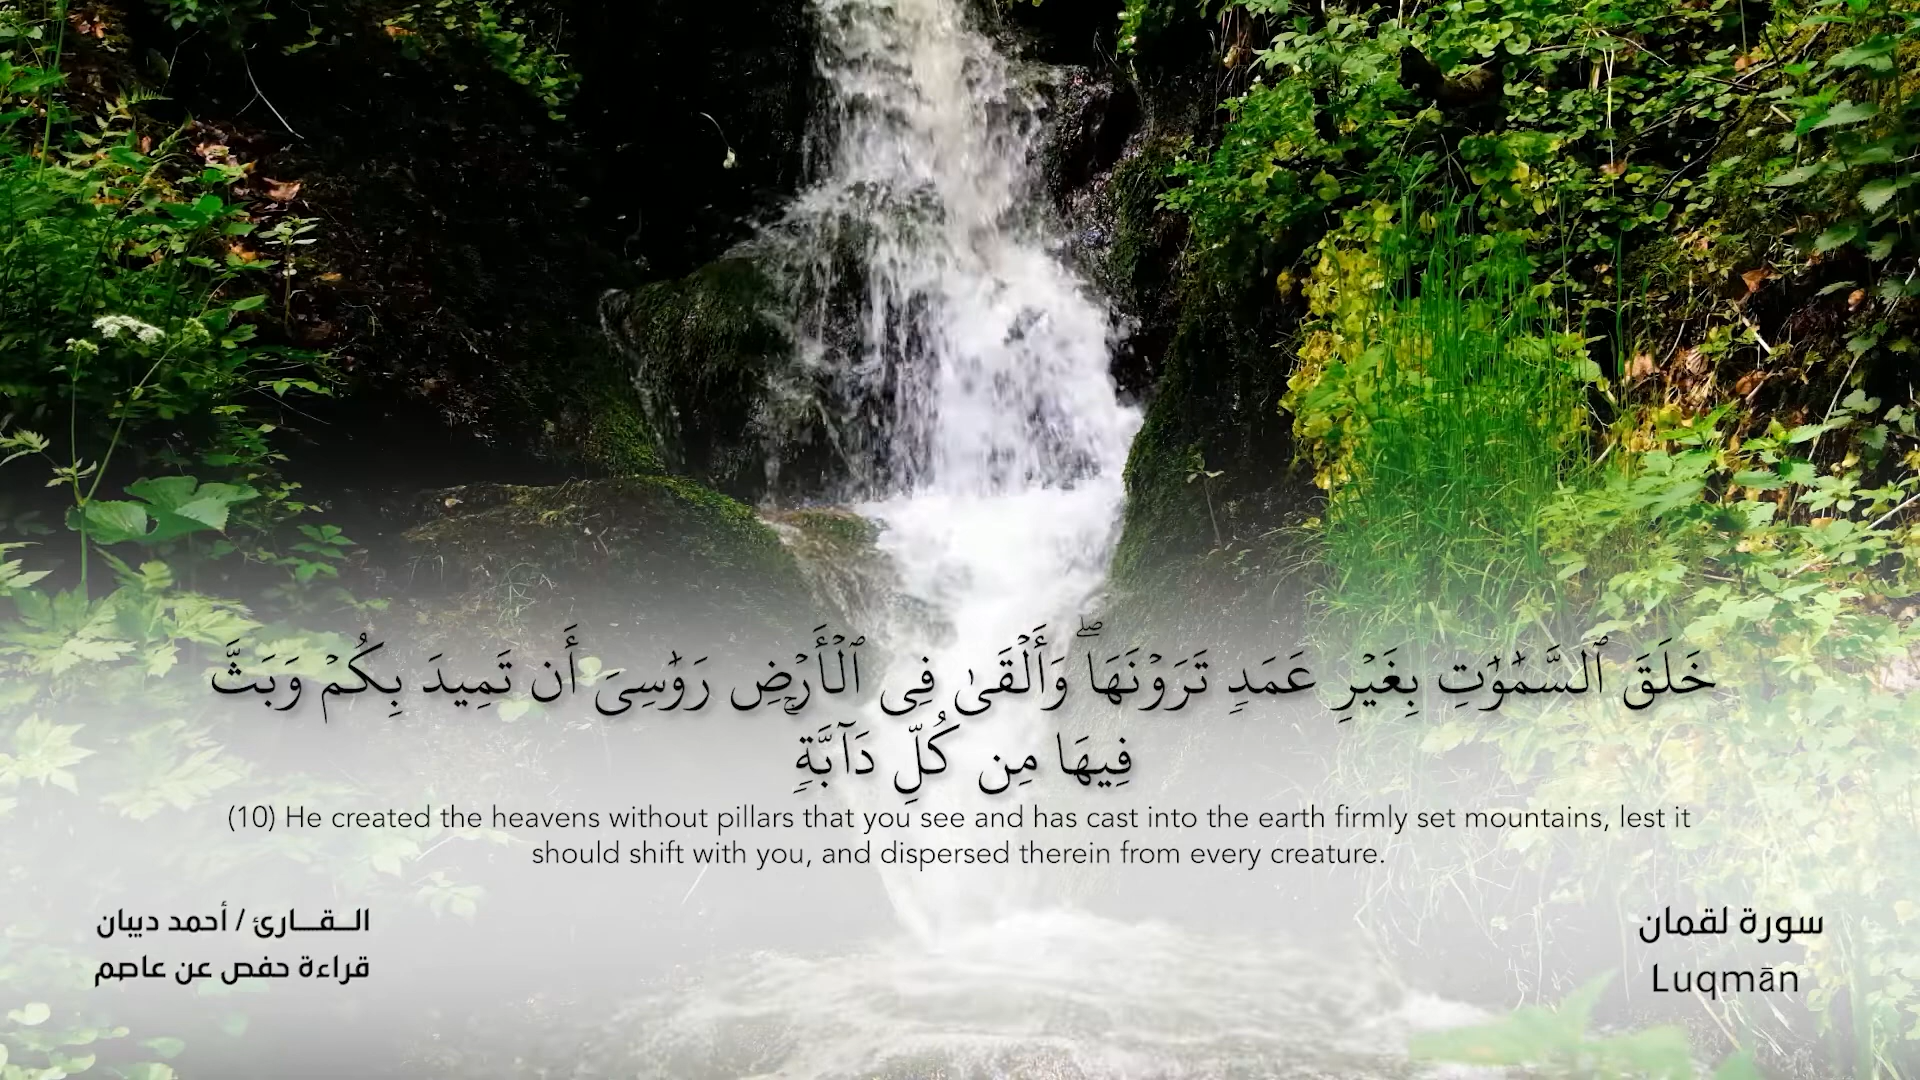 خَلَقَ ٱلسَّمَٰوَٰتِ بِغَيْرِ عَمَدٍ تَرَوْنَهَا ۖ وَأَلْقَىٰ فِى ٱلْأَرْضِ رَوَٰسِىَ أَن تَمِيدَ بِكُمْ وَبَثَّ
فِيهَا مِن كُلِّ دَآبَّةٍ ۚ
(10) He created the heavens without pillars that you see and has cast into the earth firmly set mountains, lest it
should shift with you, and dispersed therein from every creature.
سورة لقمان
Luqmān
الـقـارئ / أحمد ديبان
قراءة حفص عن عاصم